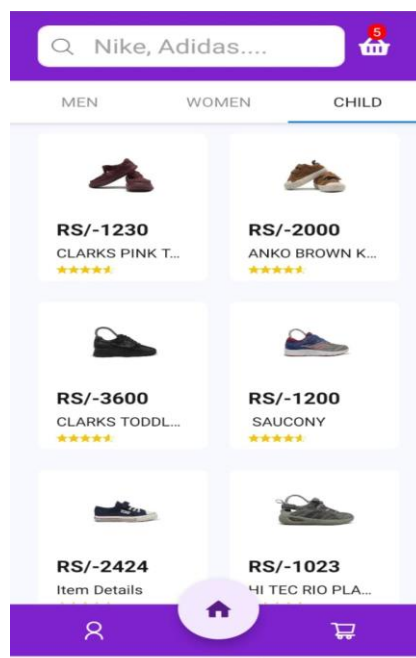 Nike, Adidas....
5
MEN WOMEN CHILD
RS/-1230 RS/-2000
CLARKS PINK T... ANKO BROWN K...
RS/-3600 RS/-1200
CLARKS TODDL... SAUCONY
RS/-2424 RS/-1023
Item Details HI TEC RIO PLA...